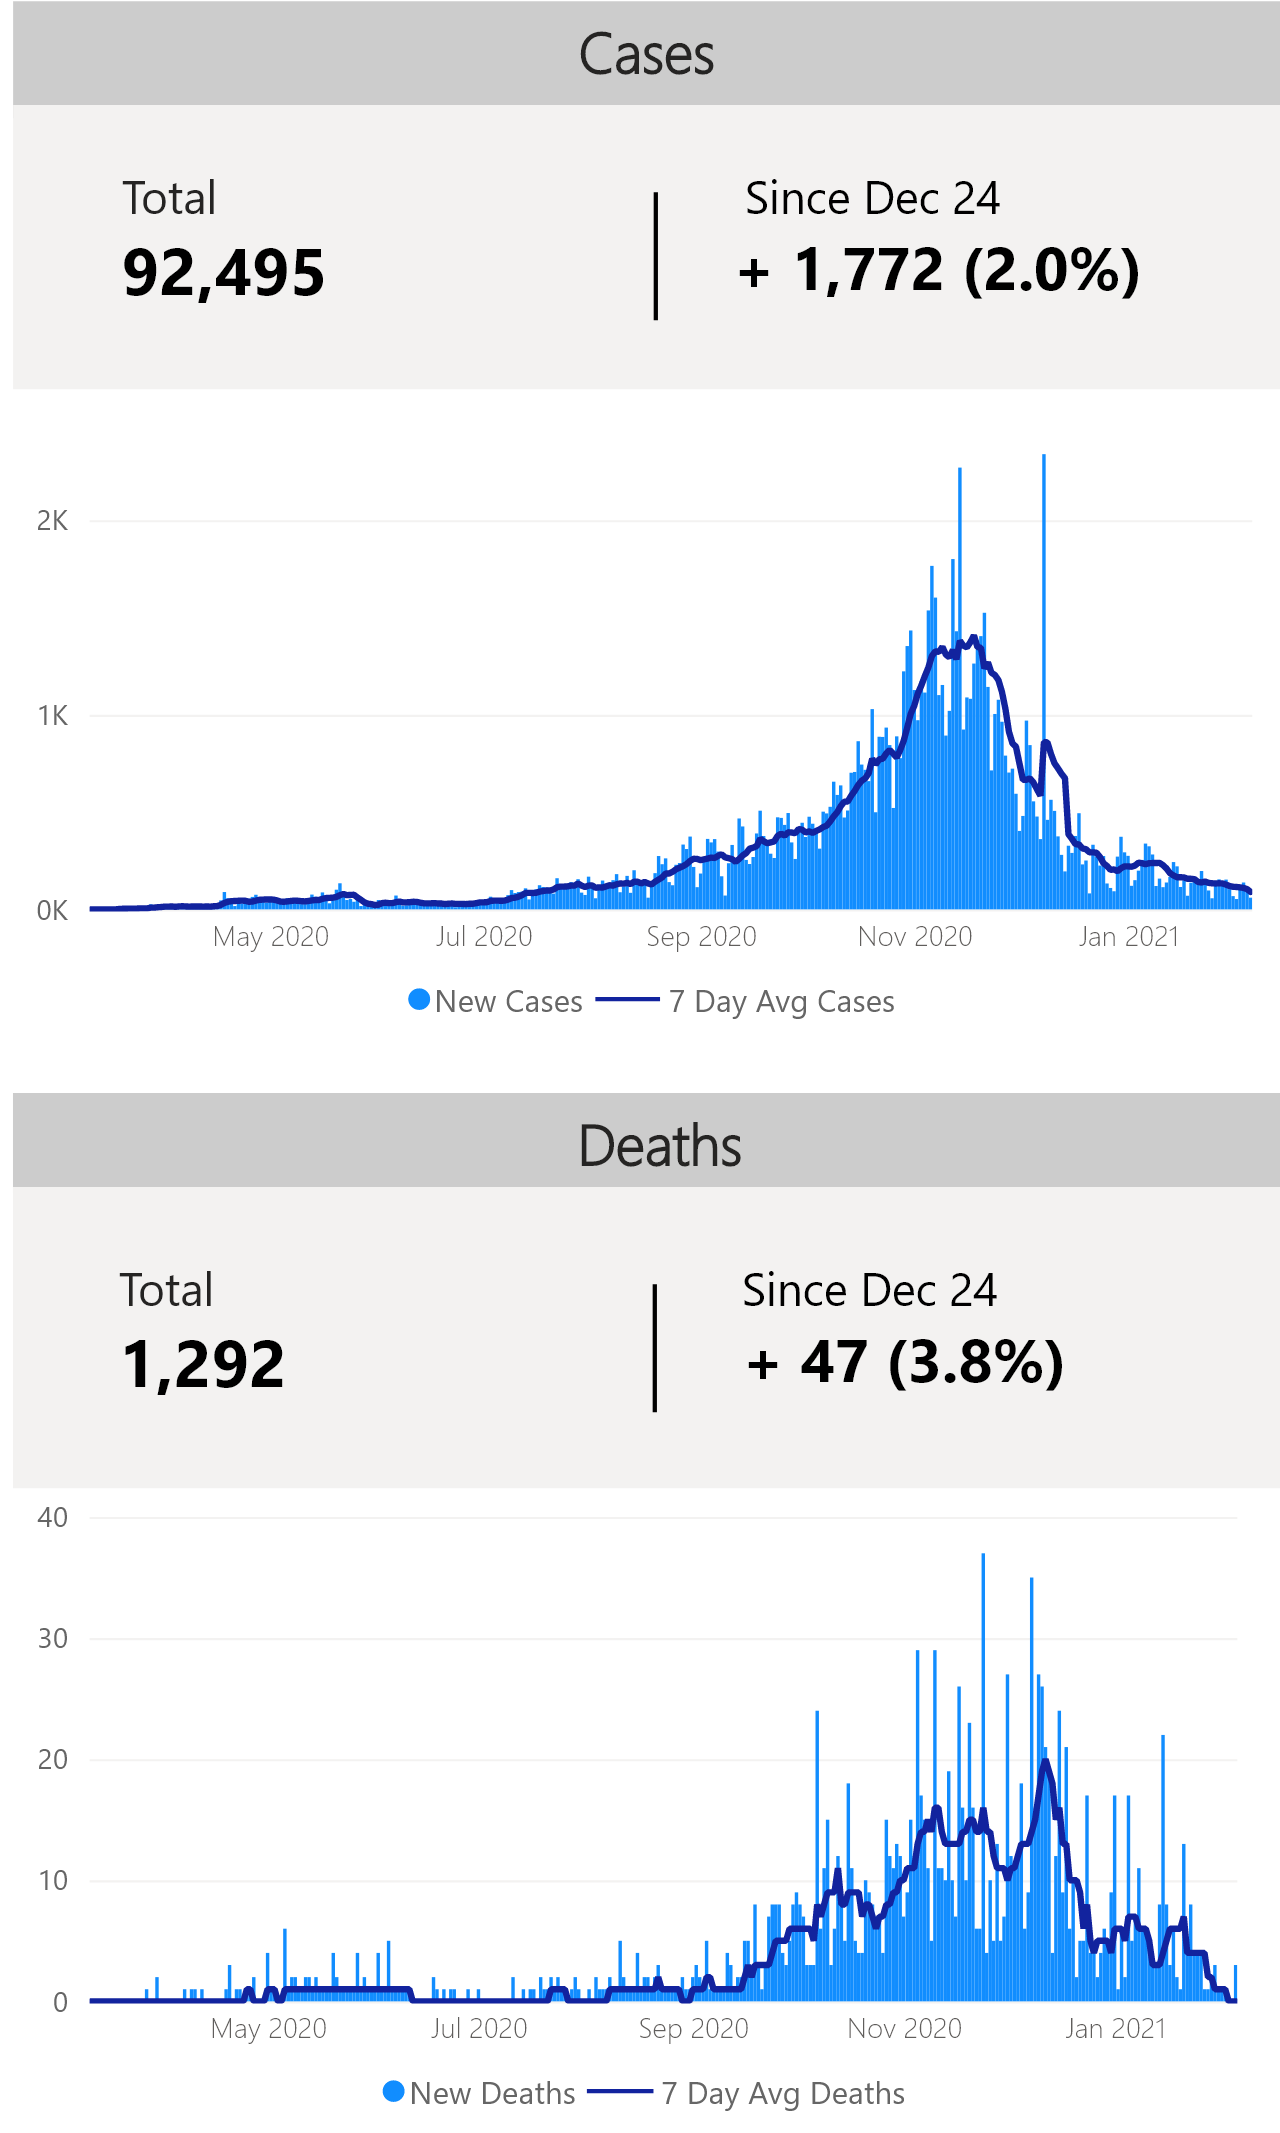 Cases
Total
Since Dec 24
92,495
+ 1,772 (2.0%)
2K
1K
0K
May 2020
Jul 2020
Sep 2020
Nov 2020
Jan 2021
New Cases
7 Day Avg Cases
Deaths
Total
Since Dec 24
1,292
+ 47 (3.8%)
40
30
20
10
0
May 2020
Jul 2020
Sep 2020
Nov 2020
Jan 2021
New Deaths
7 Day Avg Deaths